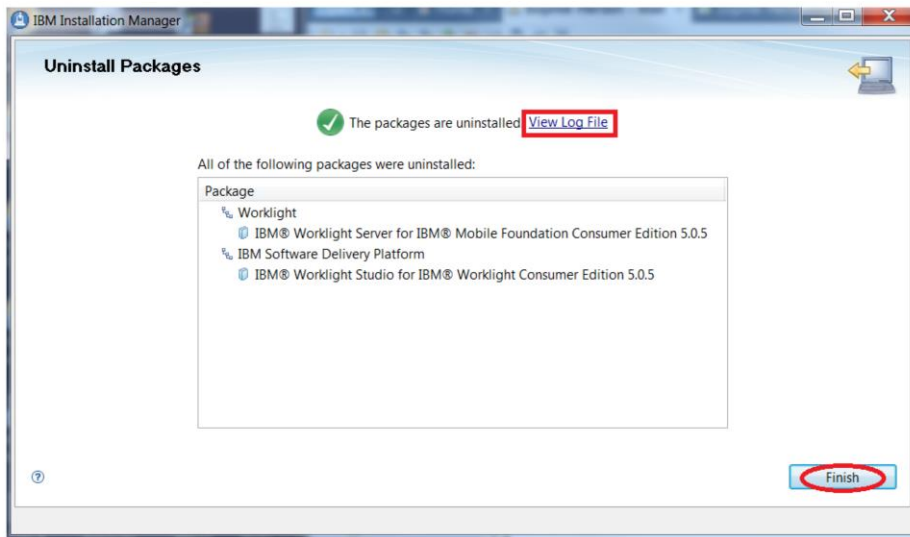 IBM Installation Manager
Uninstall Packages
The packages are uninstalled. View Log File
All of the following packages were uninstalled:
Package
Worklight
IBM® Worklight Server for IBM® Mobile Foundation Consumer Edition 5.0.5
IBM Software Delivery Platform
IBM® Worklight Studio for IBM® Worklight Consumer Edition 5.0.5
Finish